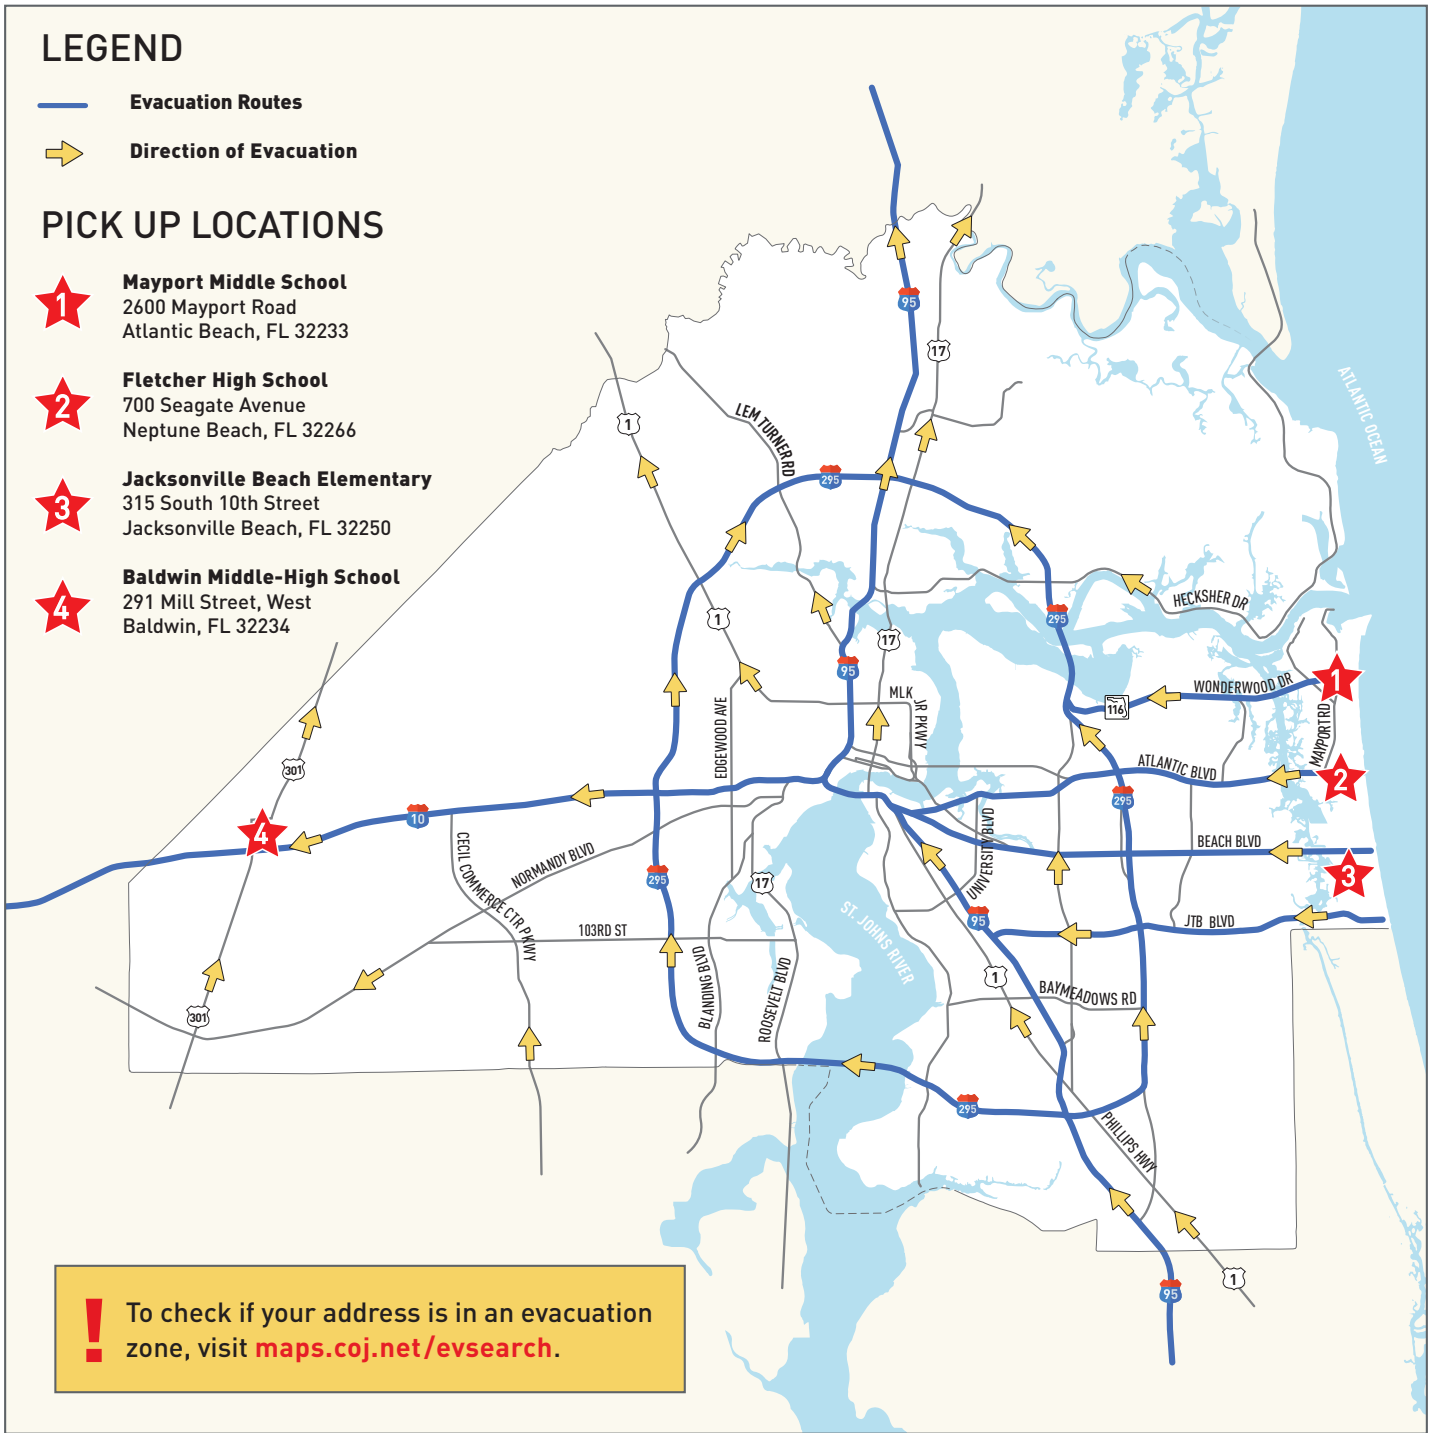 LEGEND
Evacuation Routes
Direction of Evacuation
PICK UP LOCATIONS
1
Mayport Middle School
2600 Mayport Road
Atlantic Beach, FL 32233
2
Fletcher High School
700 Seagate Avenue
Neptune Beach, FL 32266
3
Jacksonville Beach Elementary
315 South 10th Street
Jacksonville Beach, FL 32250
4
Baldwin Middle-High School
291 Mill Street, West
Baldwin, FL 32234
95
17
ATLANTIC OCEAN
1
LEM TURNER RD
295
HECKSHER DR
295
1
17
95
WONDERWOOD DR
1
116
MLK JR PKWY
EDGEWOOD AVE
MAYPORT RD
301
ATLANTIC BLVD
2
295
10
4
UNIVERSITY BLVD
BEACH BLVD
CECIL COMMERCE CTR PKWY
NORMANDY BLVD
295
17
3
ST. JOHNS RIVER
95
JTB BLVD
103RD ST
BLANDING BLVD
ROOSEVELT BLVD
1
BAYMEADOWS RD
301
295
PHILLIPS HWY
1
95
! To check if your address is in an evacuation
zone, visit maps.coj.net/evsearch.